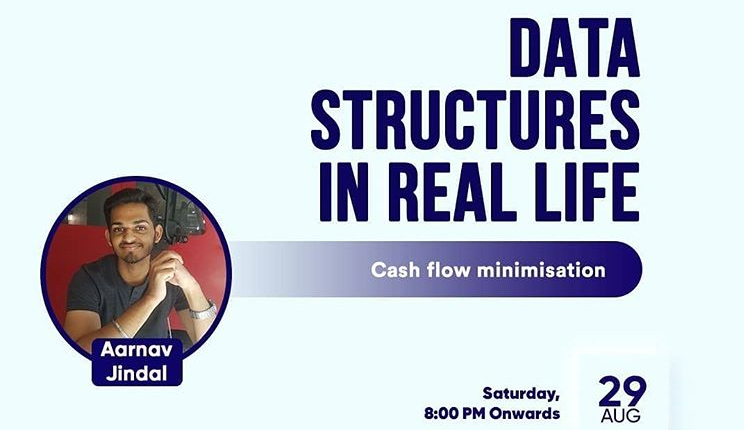 DATA
STRUCTURES
IN REAL LIFE
Cash flow minimisation
Aarnav
Jindal
Saturday,
8:00 PM Onwards
29
AUG